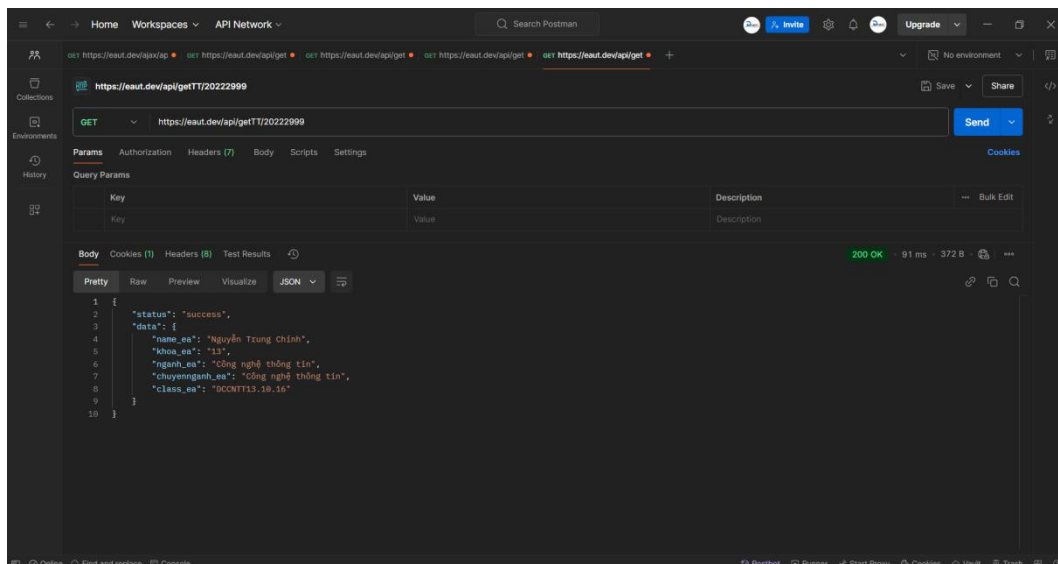 Home Workspaces API Network Search Postman Invite Upgrade
GET https://eaut.dev/ajax/ap GET https://eaut.dev/api/get GET https://eaut.dev/api/get GET https://eaut.dev/api/get GET https://eaut.dev/api/get + No environment
Collections
Environments
History
https://eaut.dev/api/getTT/20222999 Save Share
GET https://eaut.dev/api/getTT/20222999 Send
Params Authorization Headers (7) Body Scripts Settings Cookies
Query Params
Key Value Description Bulk Edit
Key Value Description
Body Cookies (1) Headers (8) Test Results 200 OK 91 ms 372 B
Pretty Raw Preview Visualize JSON
1 {
2 "status": "success",
3 "data": {
4 "name_ea": "Nguyễn Trung Chính",
5 "khoa_ea": "13",
6 "nganh_ea": "Công nghệ thông tin",
7 "chuyennganh_ea": "Công nghệ thông tin",
8 "class_ea": "DCCNTT13.10.16"
9 }
10 }
Online Find and replace Console Postbot Runner Start Proxy Cookies Vault Trash